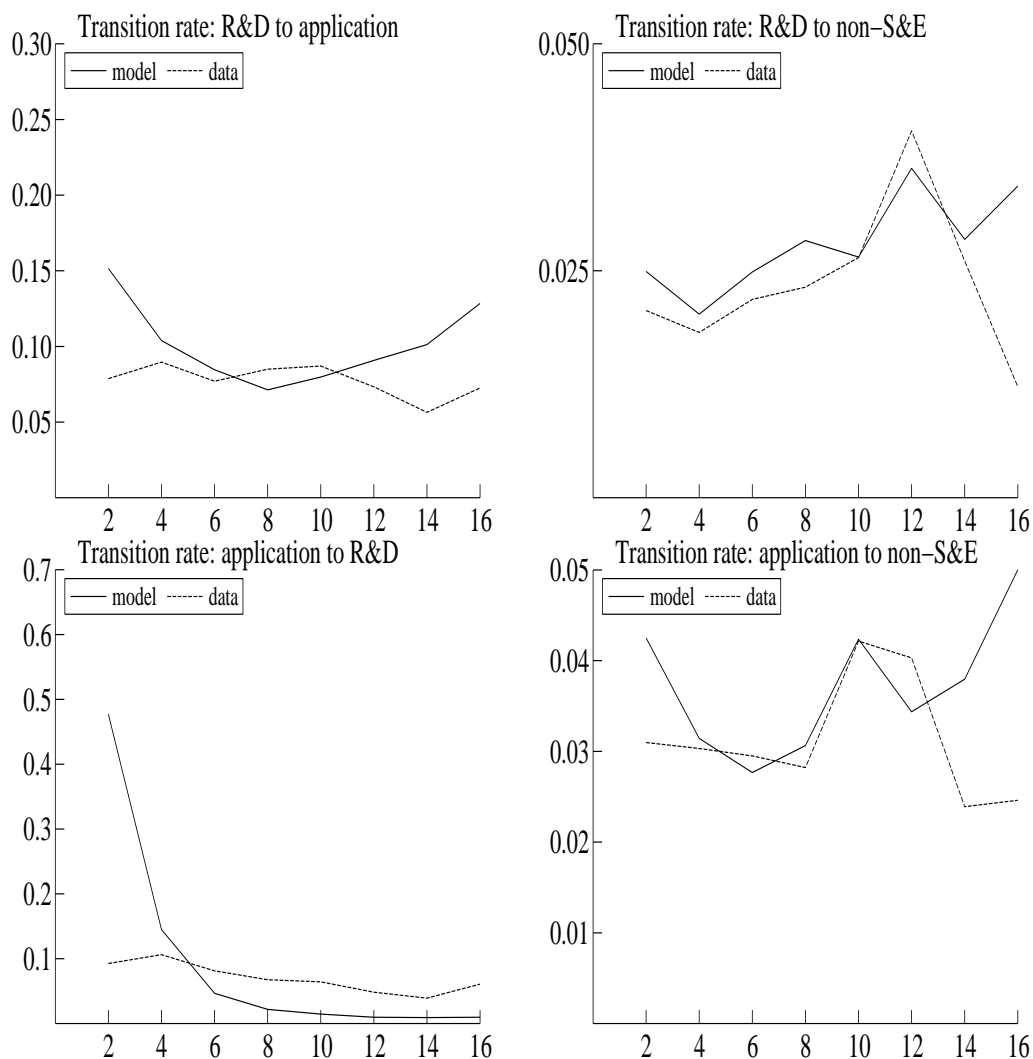 Transition rate: R&D to application
0.30
model data
0.25
0.20
0.15
0.10
0.05
2 4 6 8 10 12 14 16
Transition rate: R&D to non−S&E
0.050
model data
0.025
2 4 6 8 10 12 14 16
Transition rate: application to R&D
0.7
model data
0.6
0.5
0.4
0.3
0.2
0.1
2 4 6 8 10 12 14 16
Transition rate: application to non−S&E
0.05
model data
0.04
0.03
0.02
0.01
2 4 6 8 10 12 14 16